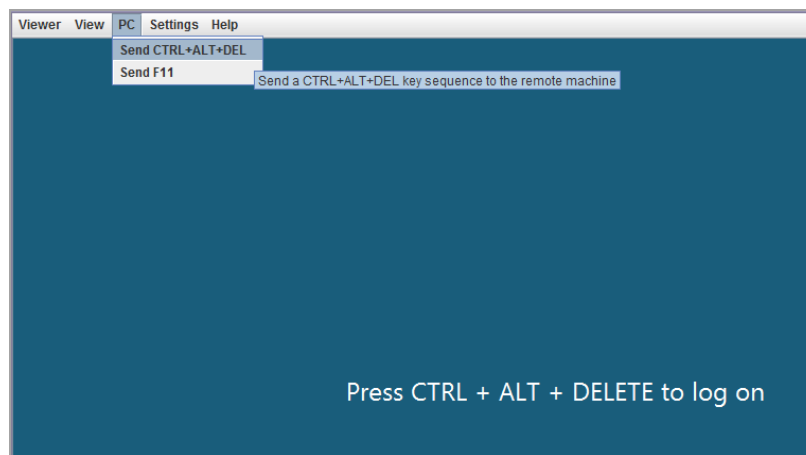 Viewer View PC Settings Help
Send CTRL+ALT+DEL
Send F11
Send a CTRL+ALT+DEL key sequence to the remote machine
Press CTRL + ALT + DELETE to log on